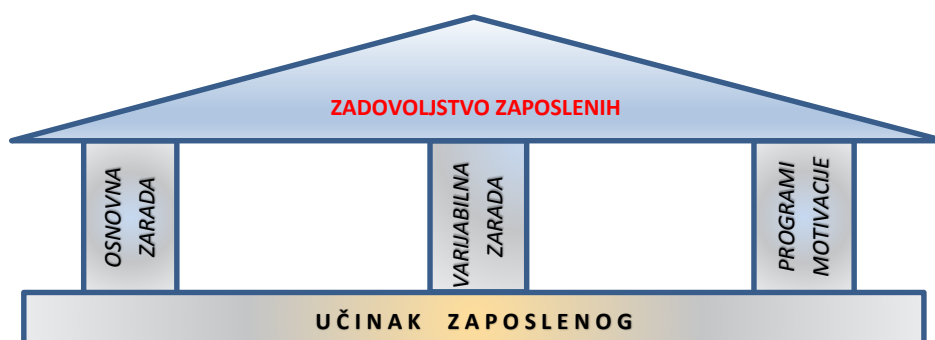 ZADOVOLJSTVO ZAPOSLENIH
OSNOVNA
ZARADA
VARIJABILNA
ZARADA
PROGRAMI
MOTIVACIJE
UČINAK ZAPOSLENOG